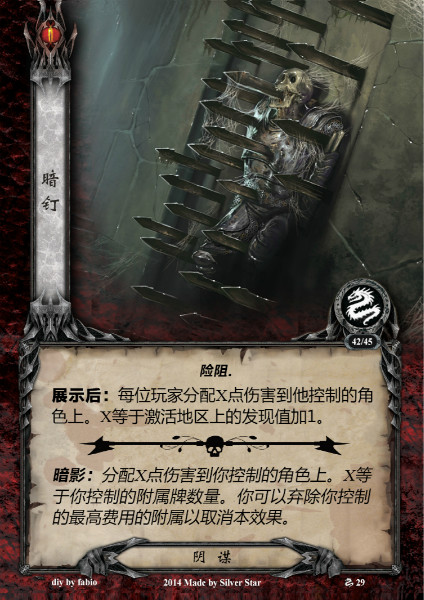 暗钉
42/45
险阻.
展示后：每位玩家分配X点伤害到他控制的角
色上。X等于激活地区上的发现值加1。
暗影：分配X点伤害到你控制的角色上。X等
于你控制的附属牌数量。你可以弃除你控制
的最高费用的附属以取消本效果。
阴谋
diy by fabio 2014 Made by Silver Star 29